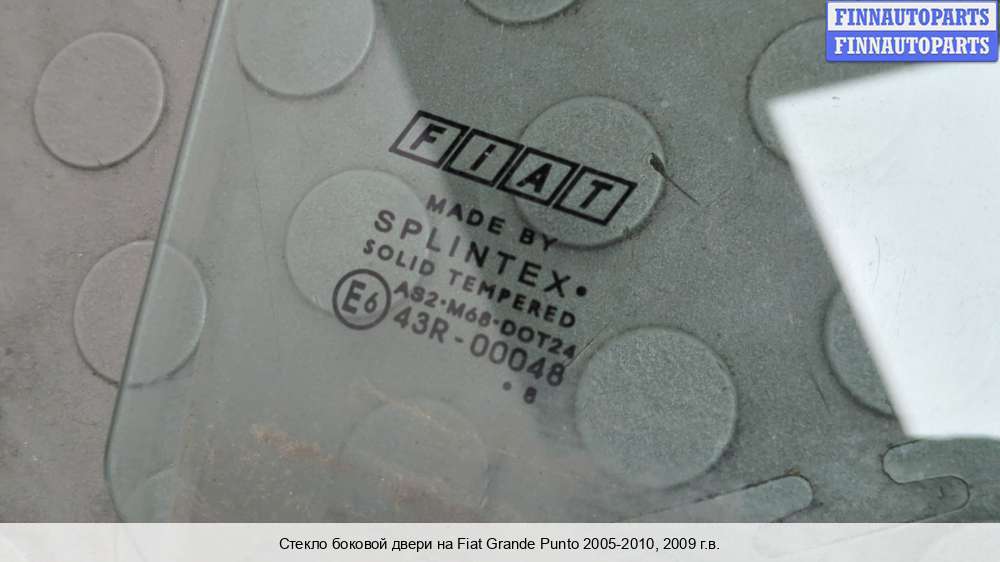 FINNAUTOPARTS
FINNAUTOPARTS
FIAT
MADE BY
SPLINTEX•
SOLID TEMPERED
AS2•M68•DOT24
E6 43R-00048
• 8
Стекло боковой двери на Fiat Grande Punto 2005-2010, 2009 г.в.